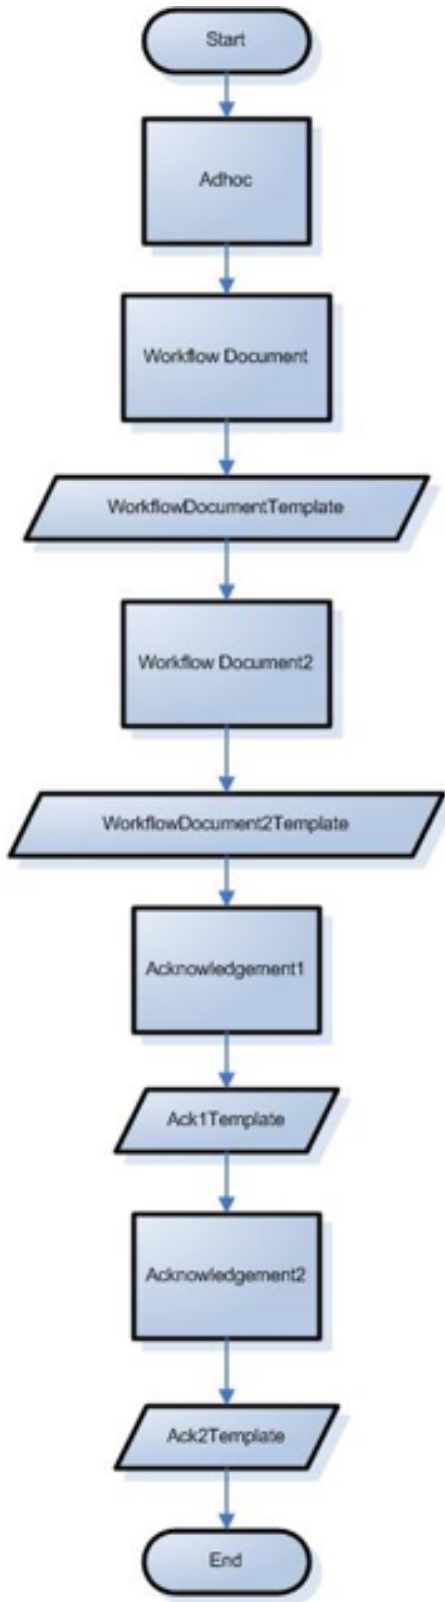 Start
Adhoc
Workflow Document
WorkflowDocumentTemplate
Workflow Document2
WorkflowDocument2Template
Acknowledgement1
Ack1Template
Acknowledgement2
Ack2Template
End